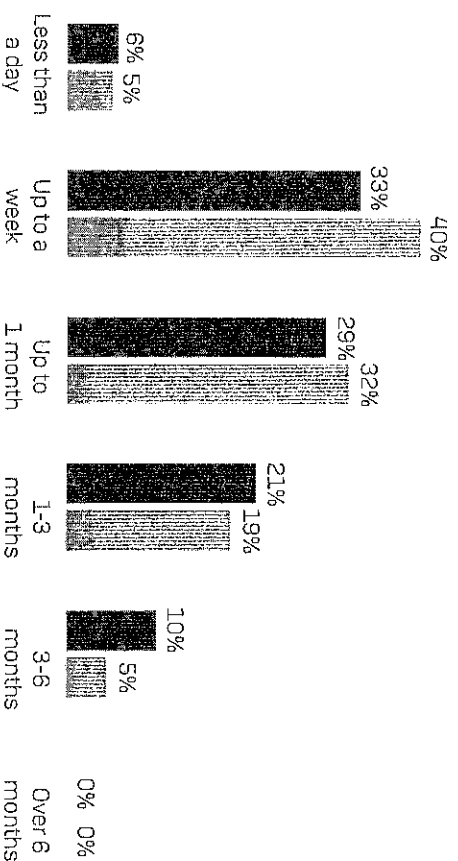 6% 5%
33% 40%
29% 32%
21% 19%
10% 5%
0% 0%
Less than
a day
Up to a
week
Up to
1 month
1-3
months
3-6
months
Over 6
months